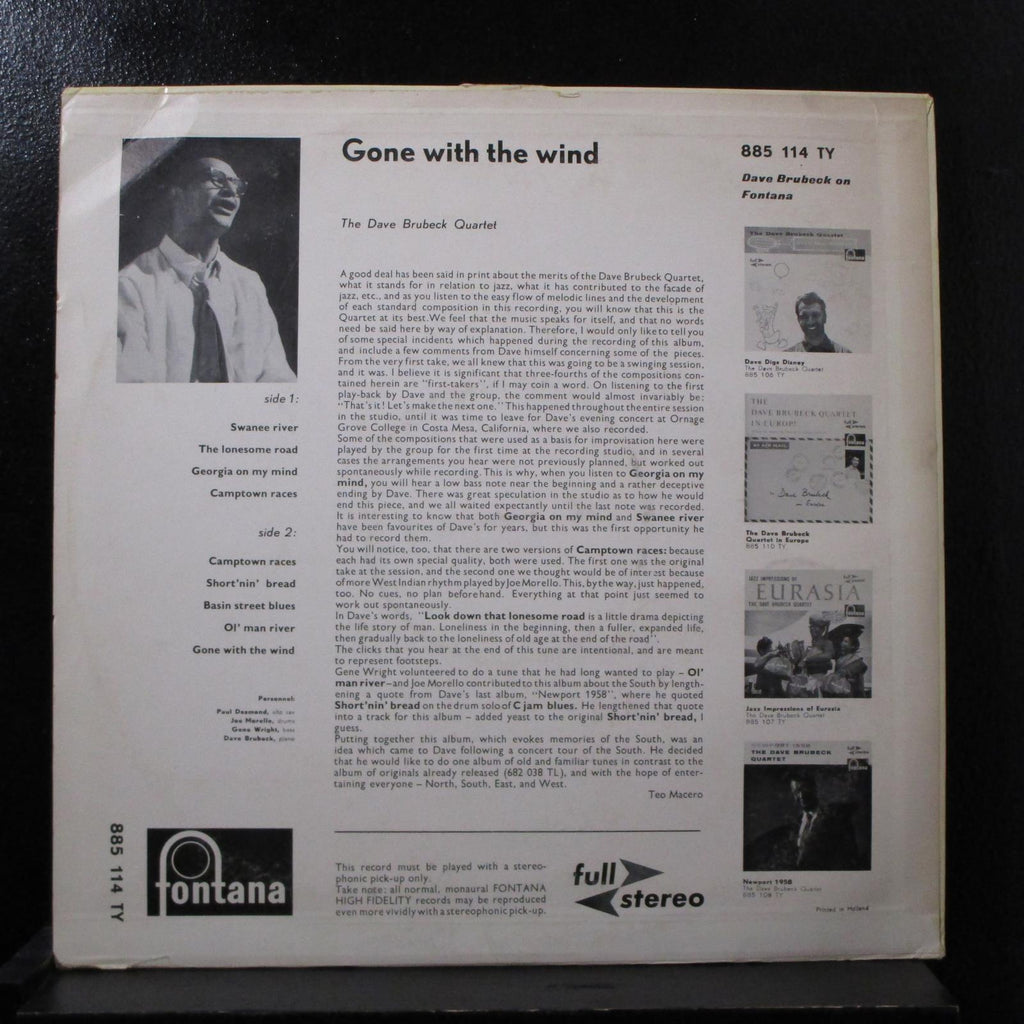 Gone with the wind
The Dave Brubeck Quartet
side 1:
Swanee river
The lonesome road
Georgia on my mind
Camptown races
side 2:
Camptown races
Short'nin' bread
Basin street blues
Ol' man river
Gone with the wind
Personnel:
Paul Desmond, alto sax
Joe Morello, drums
Gene Wright, bass
Dave Brubeck, piano
885 114 TY
fontana
A good deal has been said in print about the merits of the Dave Brubeck Quartet,
what it stands for in relation to jazz, what it has contributed to the facade of
jazz, etc., and as you listen to the easy flow of melodic lines and the development
of each standard composition in this recording, you will know that this is the
Quartet at its best. We feel that the music speaks for itself, and that no words
need be said here by way of explanation. Therefore, I would only like to tell you
of some special incidents which happened during the recording of this album,
and include a few comments from Dave himself concerning some of the pieces.
From the very first take, we all knew that this was going to be a swinging session,
and it was. I believe it is significant that three-fourths of the compositions con-
tained herein are "first-takers", if I may coin a word. On listening to the first
play-back by Dave and the group, the comment would almost invariably be:
"That's it! Let's make the next one." This happened throughout the entire session
in the studio, until it was time to leave for Dave's evening concert at Ornage
Grove College in Costa Mesa, California, where we also recorded.
Some of the compositions that were used as a basis for improvisation here were
played by the group for the first time at the recording studio, and in several
cases the arrangements you hear were not previously planned, but worked out
spontaneously while recording. This is why, when you listen to Georgia on my
mind, you will hear a low bass note near the beginning and a rather deceptive
ending by Dave. There was great speculation in the studio as to how he would
end this piece, and we all waited expectantly until the last note was recorded.
It is interesting to know that both Georgia on my mind and Swanee river
have been favourites of Dave's for years, but this was the first opportunity he
had to record them.
You will notice, too, that there are two versions of Camptown races: because
each had its own special quality, both were used. The first one was the original
take at the session, and the second one we thought would be of interest because
of more West Indian rhythm played by Joe Morello. This, by the way, just happened,
too. No cues, no plan beforehand. Everything at that point just seemed to
work out spontaneously.
In Dave's words, "Look down that lonesome road is a little drama depicting
the life story of man. Loneliness in the beginning, then a fuller, expanded life,
then gradually back to the loneliness of old age at the end of the road".
The clicks that you hear at the end of this tune are intentional, and are meant
to represent footsteps.
Gene Wright volunteered to do a tune that he had long wanted to play – Ol'
man river – and Joe Morello contributed to this album about the South by length-
ening a quote from Dave's last album, "Newport 1958", where he quoted
Short'nin' bread on the drum solo of C jam blues. He lengthened that quote
into a track for this album – added yeast to the original Short'nin' bread, I
guess.
Putting together this album, which evokes memories of the South, was an
idea which came to Dave following a concert tour of the South. He decided
that he would like to do one album of old and familiar tunes in contrast to the
album of originals already released (682 038 TL), and with the hope of enter-
taining everyone – North, South, East, and West.
Teo Macero
This record must be played with a stereo-
phonic pick-up only.
Take note: all normal, monaural FONTANA
HIGH FIDELITY records may be reproduced
even more vividly with a stereophonic pick-up.
full
stereo
885 114 TY
Dave Brubeck on
Fontana
The Dave Brubeck Quartet
Dave Digs Disney
The Dave Brubeck Quartet
885 106 TY
THE
DAVE BRUBECK QUARTET
IN EUROPE
The Dave Brubeck
Quartet in Europe
885 110 TY
JAZZ IMPRESSIONS OF
EURASIA
THE DAVE BRUBECK QUARTET
Jazz Impressions of Eurasia
The Dave Brubeck Quartet
885 107 TY
THE DAVE BRUBECK
QUARTET
Newport 1958
The Dave Brubeck Quartet
885 108 TY
Printed in Holland